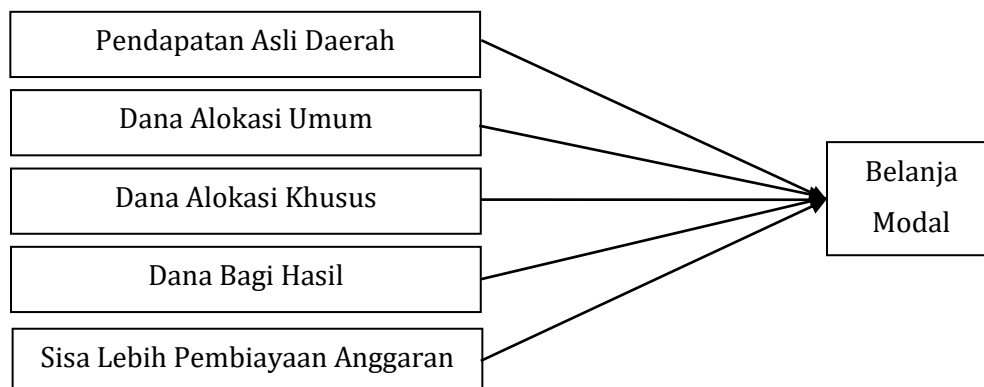 Pendapatan Asli Daerah
Dana Alokasi Umum
Dana Alokasi Khusus
Dana Bagi Hasil
Sisa Lebih Pembiayaan Anggaran
Belanja
Modal